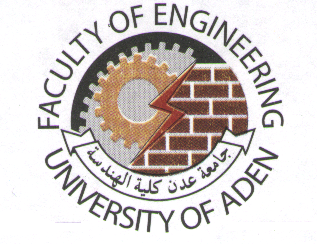 FACULTY OF ENGINEERING
جامعة عدن كلية الهندسة
UNIVERSITY OF ADEN